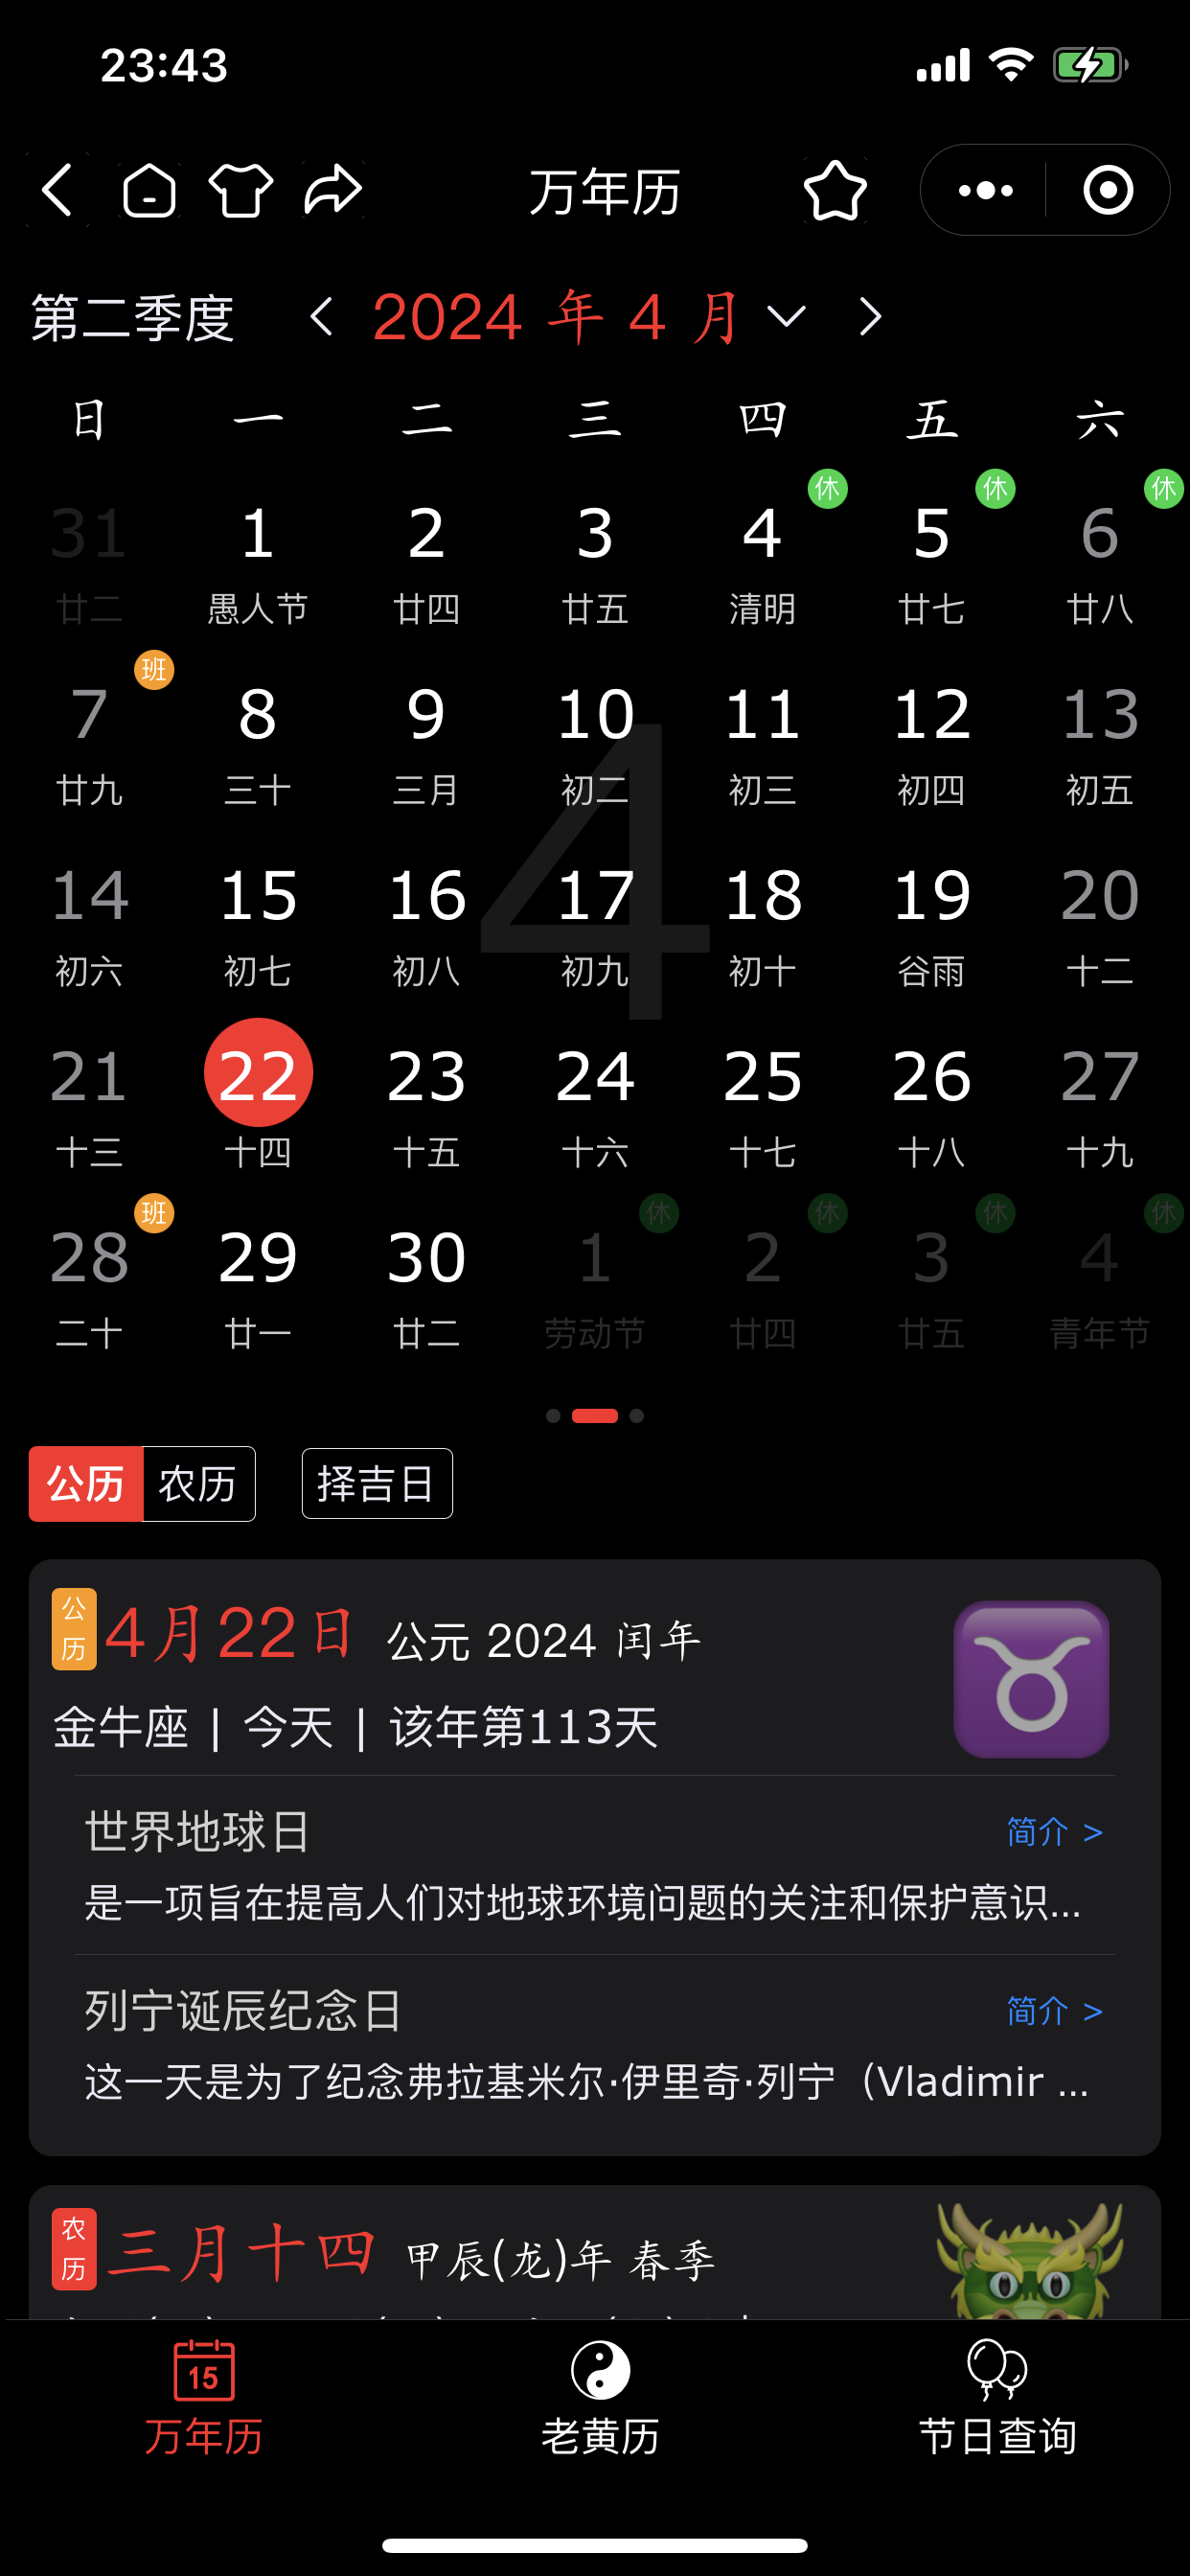 23:43
万年历
第二季度 2024 年 4 月
日 一 二 三 四 五 六
休 休 休
31 1 2 3 4 5 6
廿二 愚人节 廿四 廿五 清明 廿七 廿八
班
7 8 9 10 11 12 13
廿九 三十 三月 初二 初三 初四 初五
4
14 15 16 17 18 19 20
初六 初七 初八 初九 初十 谷雨 十二
21 22 23 24 25 26 27
十三 十四 十五 十六 十七 十八 十九
班 休 休 休 休
28 29 30 1 2 3 4
二十 廿一 廿二 劳动节 廿四 廿五 青年节
公历 农历 择吉日
公历 4月22日 公元 2024 闰年
金牛座 | 今天 | 该年第113天
世界地球日 简介 >
是一项旨在提高人们对地球环境问题的关注和保护意识...
列宁诞辰纪念日 简介 >
这一天是为了纪念弗拉基米尔·伊里奇·列宁（Vladimir ...
农历 三月十四 甲辰(龙)年 春季
15
万年历 老黄历 节日查询